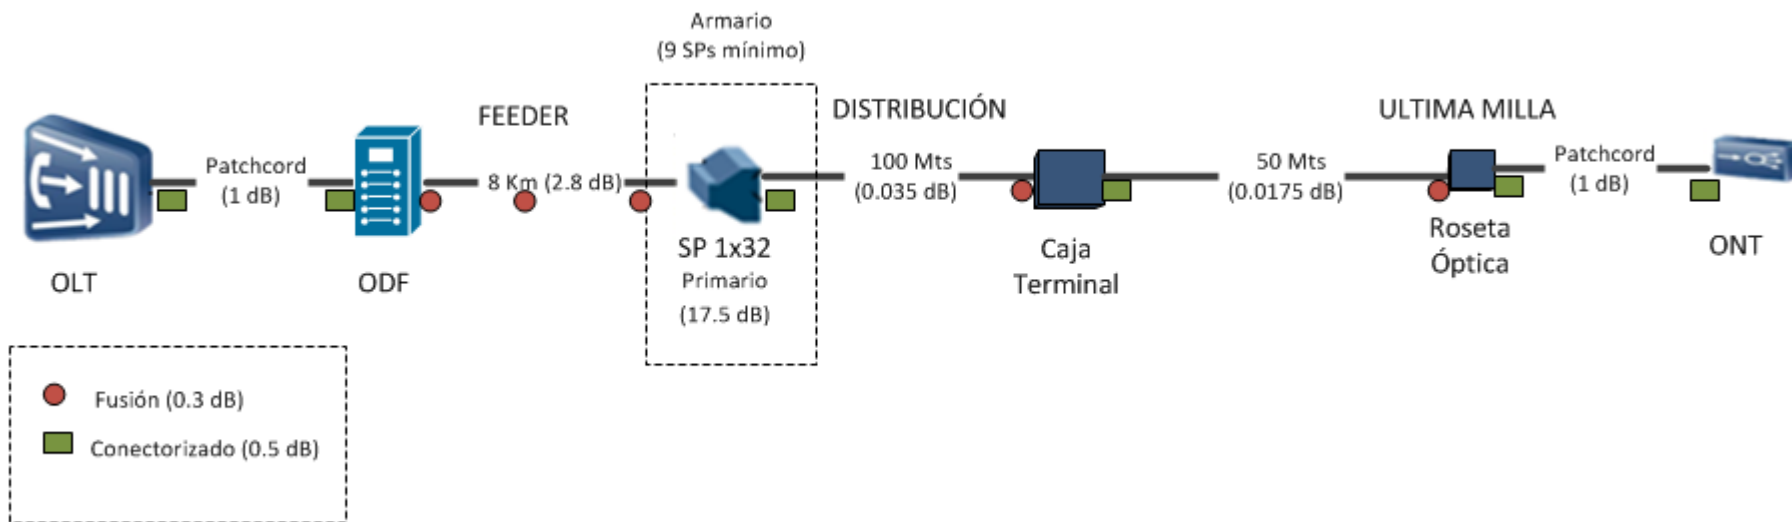 Armario
(9 SPs mínimo)
FEEDER
DISTRIBUCIÓN
ULTIMA MILLA
Patchcord
(1 dB)
8 Km (2.8 dB)
100 Mts
(0.035 dB)
50 Mts
(0.0175 dB)
Patchcord
(1 dB)
OLT
ODF
SP 1x32
Primario
(17.5 dB)
Caja
Terminal
Roseta
Óptica
ONT
Fusión (0.3 dB)
Conectorizado (0.5 dB)